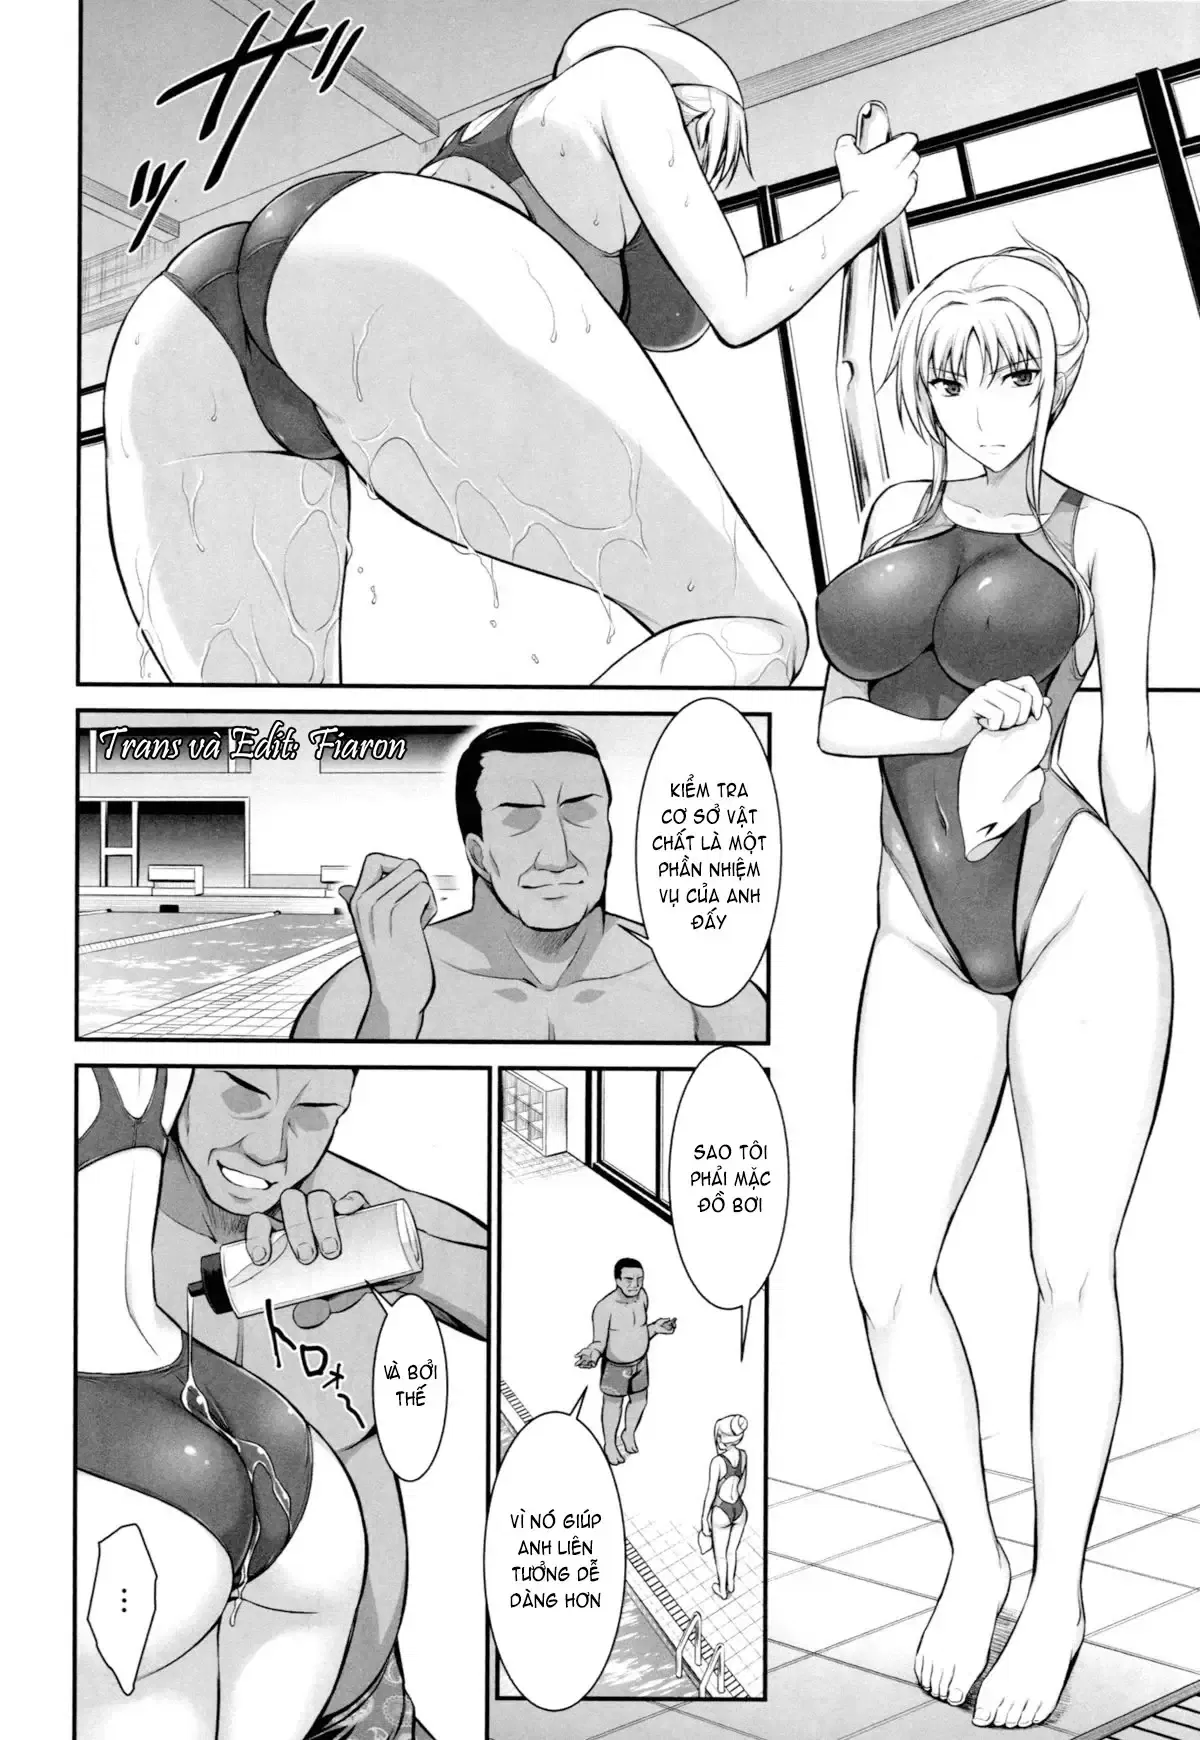 ザザッ
Trans và Edit: Fiaron
KIỂM TRA
CƠ SỞ VẬT
CHẤT LÀ MỘT
PHẦN NHIỆM
VỤ CỦA ANH
ĐẤY
SAO TÔI
PHẢI MẶC
ĐỒ BƠI
VÌ NÓ GIÚP
ANH LIÊN
TƯỞNG DỄ
DÀNG HƠN
VÀ BỞI
THẾ
トロォ~
...